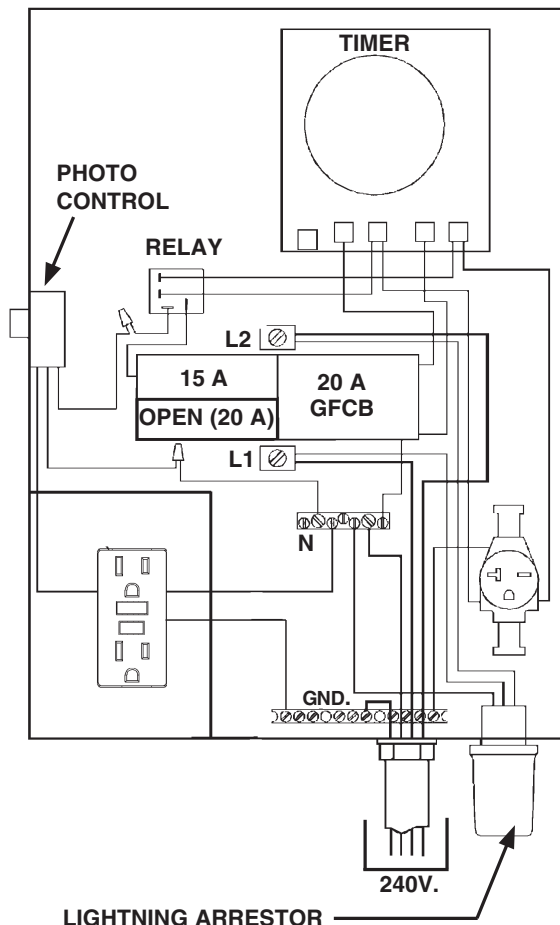 TIMER
PHOTO
CONTROL
RELAY
L2
15 A
20 A
GFCB
OPEN (20 A)
L1
N
GND.
240V.
LIGHTNING ARRESTOR